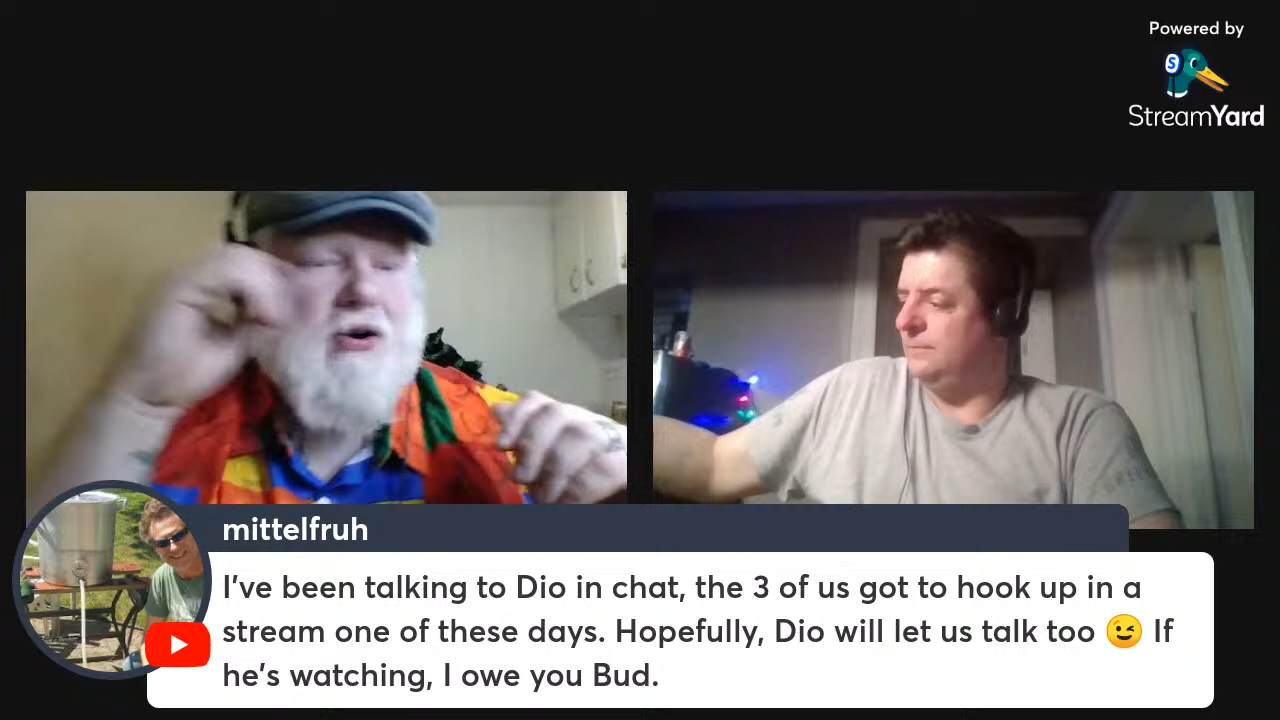 Powered by
S
StreamYard
mittelfruh
I've been talking to Dio in chat, the 3 of us got to hook up in a
stream one of these days. Hopefully, Dio will let us talk too 😉 If
he's watching, I owe you Bud.